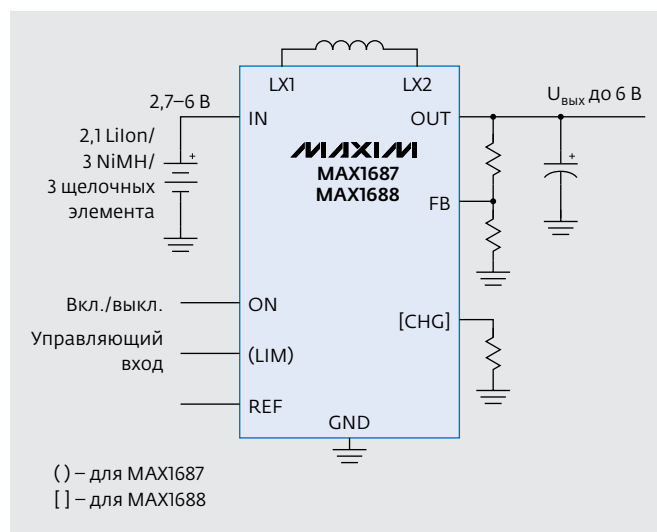 LX1
LX2
2,7–6 В
IN
OUT
Uвых до 6 В
2,1 LiIon/
3 NiMH/
3 щелочных
элемента
+
+
MAXIM
MAX1687
MAX1688
FB
Вкл./выкл.
ON
[CHG]
Управляющий
вход
(LIM)
REF
GND
( ) – для MAX1687
[ ] – для MAX1688